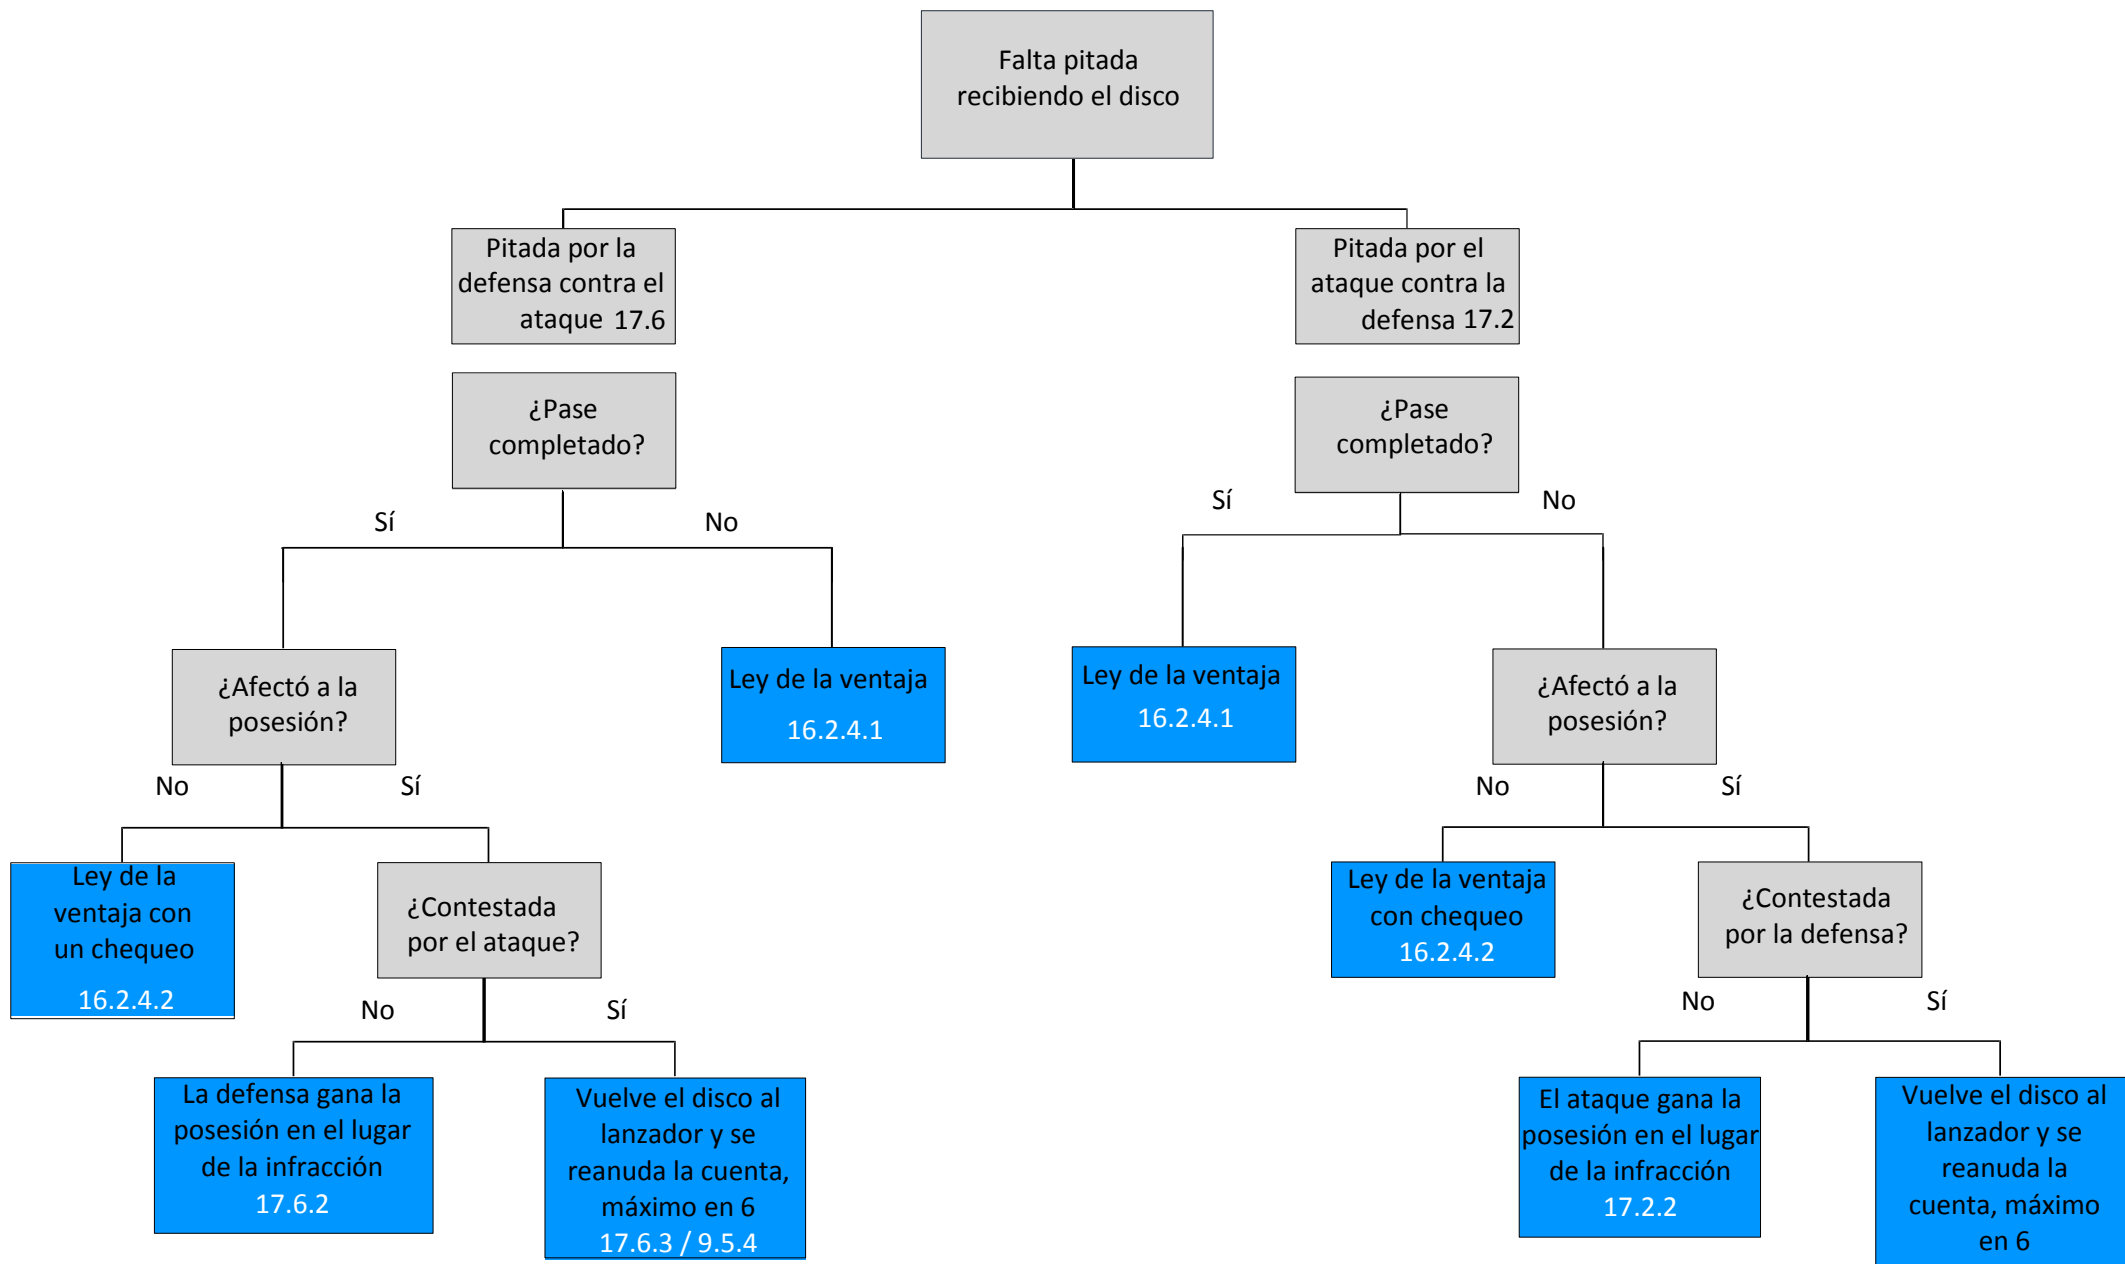 Falta pitada
recibiendo el disco
Pitada por la
defensa contra el
ataque 17.6
Pitada por el
ataque contra la
defensa 17.2
¿Pase
completado?
¿Pase
completado?
Sí
No
Sí
No
¿Afectó a la
posesión?
Ley de la ventaja
16.2.4.1
Ley de la ventaja
16.2.4.1
¿Afectó a la
posesión?
No
Sí
No
Sí
Ley de la
ventaja con
un chequeo
16.2.4.2
¿Contestada
por el ataque?
Ley de la ventaja
con chequeo
16.2.4.2
¿Contestada
por la defensa?
No
Sí
No
Sí
La defensa gana la
posesión en el lugar
de la infracción
17.6.2
Vuelve el disco al
lanzador y se
reanuda la cuenta,
máximo en 6
17.6.3 / 9.5.4
El ataque gana la
posesión en el lugar
de la infracción
17.2.2
Vuelve el disco al
lanzador y se
reanuda la
cuenta, máximo
en 6